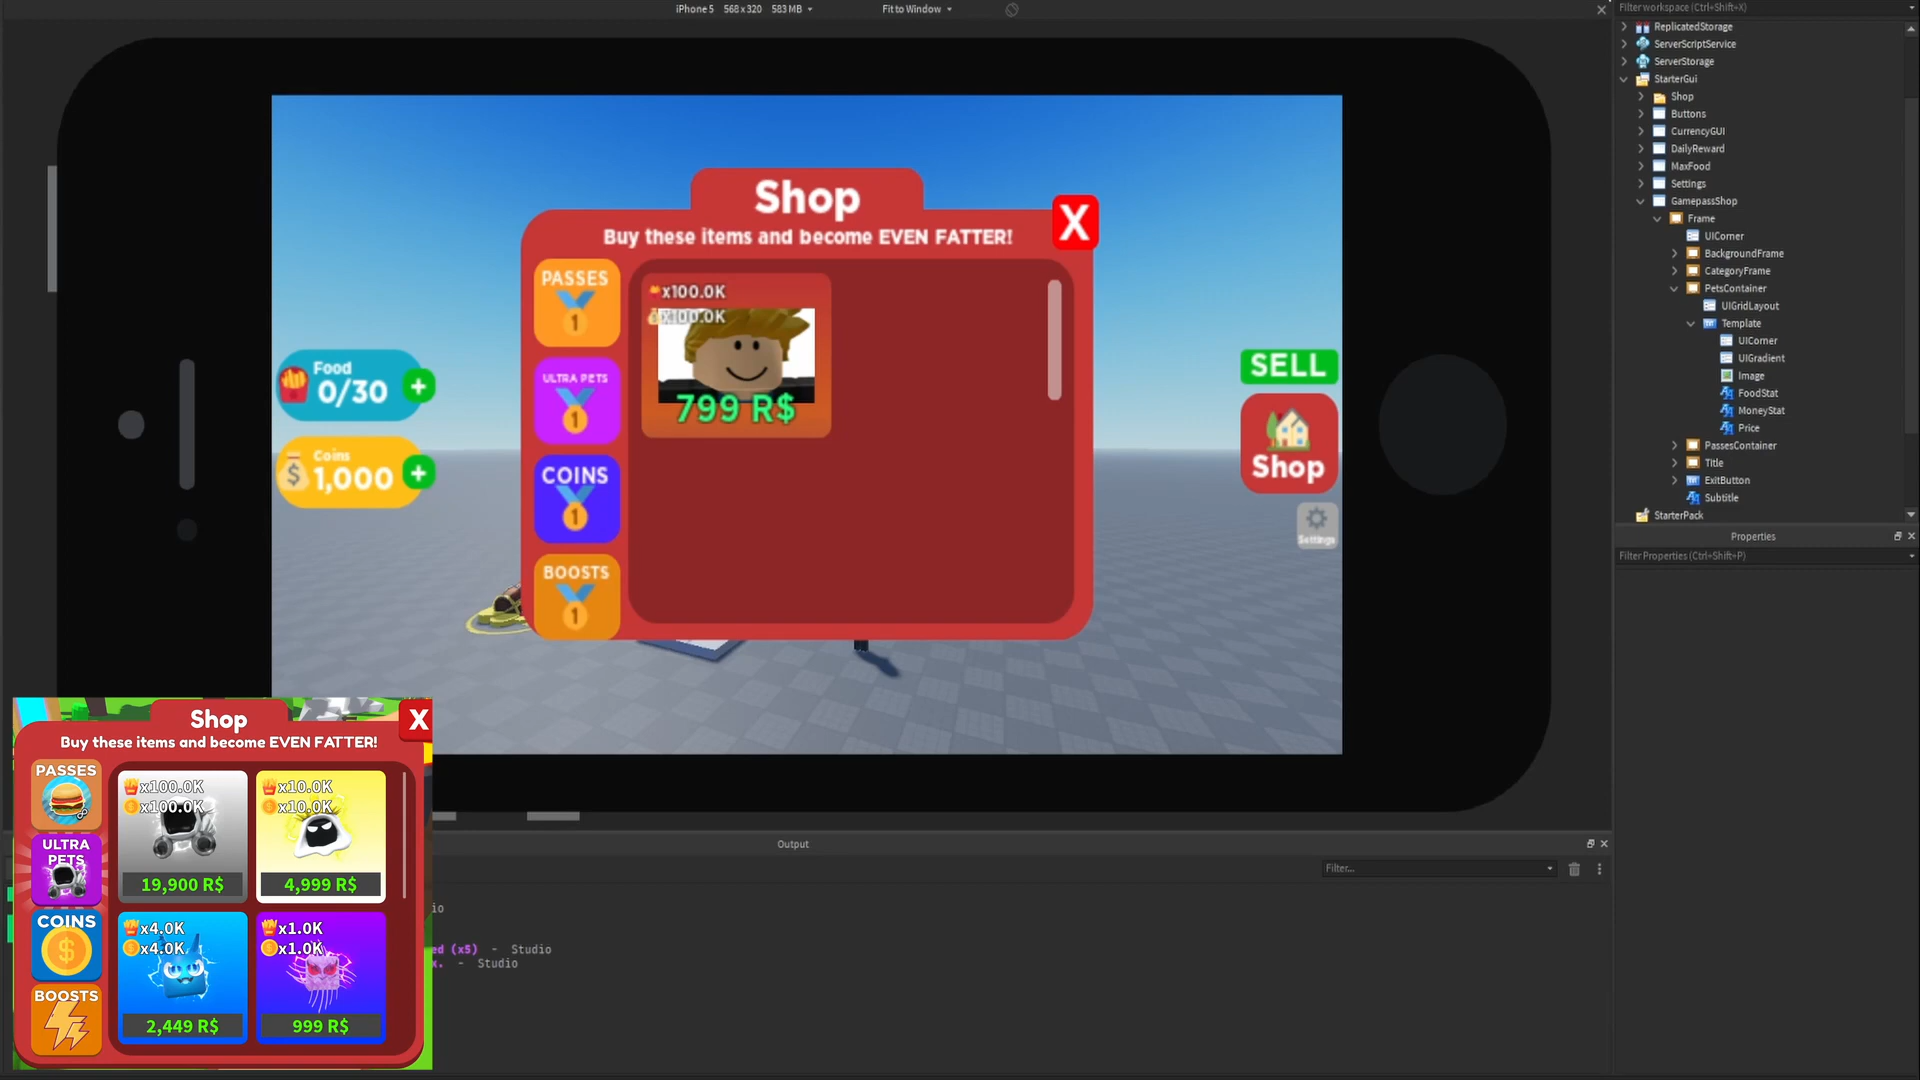 iPhone 5 568x320 583 MB
Fit to Window
Filter workspace (Ctrl+Shift+X)
ReplicatedStorage
ServerScriptService
ServerStorage
StarterGui
Shop
Buttons
CurrencyGUI
DailyReward
MaxFood
Settings
GamepassShop
Frame
UICorner
BackgroundFrame
CategoryFrame
PetsContainer
UIGridLayout
Template
UICorner
UIGradient
Image
FoodStat
MoneyStat
Price
PassesContainer
Title
ExitButton
Subtitle
StarterPack
Properties
Filter Properties (Ctrl+Shift+P)
Shop
X
Buy these items and become EVEN FATTER!
PASSES
1
ULTRA PETS
1
COINS
1
BOOSTS
1
x100.0K
x100.0K
799 R$
Food
0/30
+
Coins
$
1,000
+
SELL
Shop
Settings
Output
Filter...
io
ed (x5) - Studio
x. - Studio
Shop
X
Buy these items and become EVEN FATTER!
PASSES
ULTRA
PETS
COINS
$
BOOSTS
x100.0K
x100.0K
19,900 R$
x10.0K
x10.0K
4,999 R$
x4.0K
x4.0K
2,449 R$
x1.0K
x1.0K
999 R$